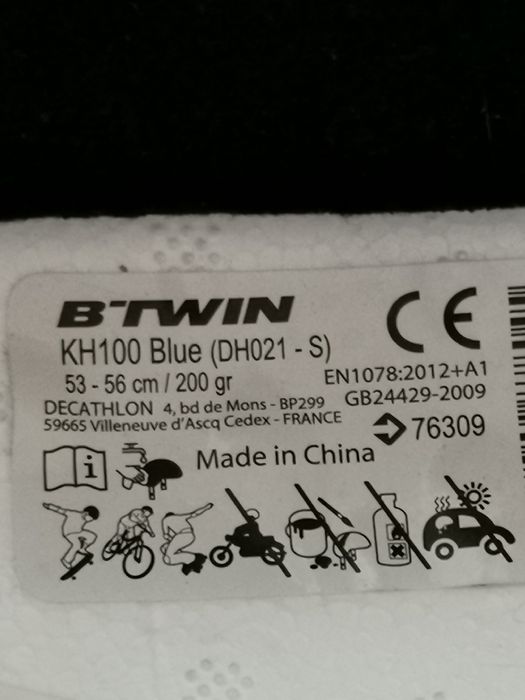 B'TWIN
KH100 Blue (DH021 - S)
53 - 56 cm / 200 gr
EN1078:2012+A1
DECATHLON 4, bd de Mons - BP299
GB24429-2009
59665 Villeneuve d'Ascq Cedex - FRANCE
76309
Made in China